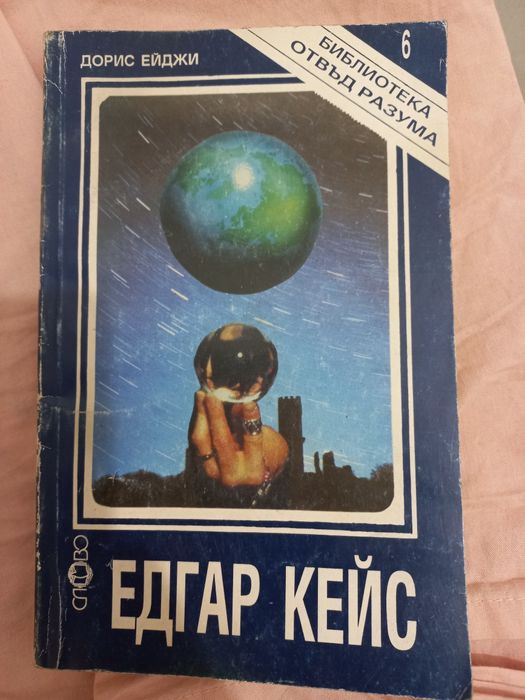 ДОРИС ЕЙДЖИ
6
БИБЛИОТЕКА
ОТВЪД РАЗУМА
СЛОВО
ЕДГАР КЕЙС